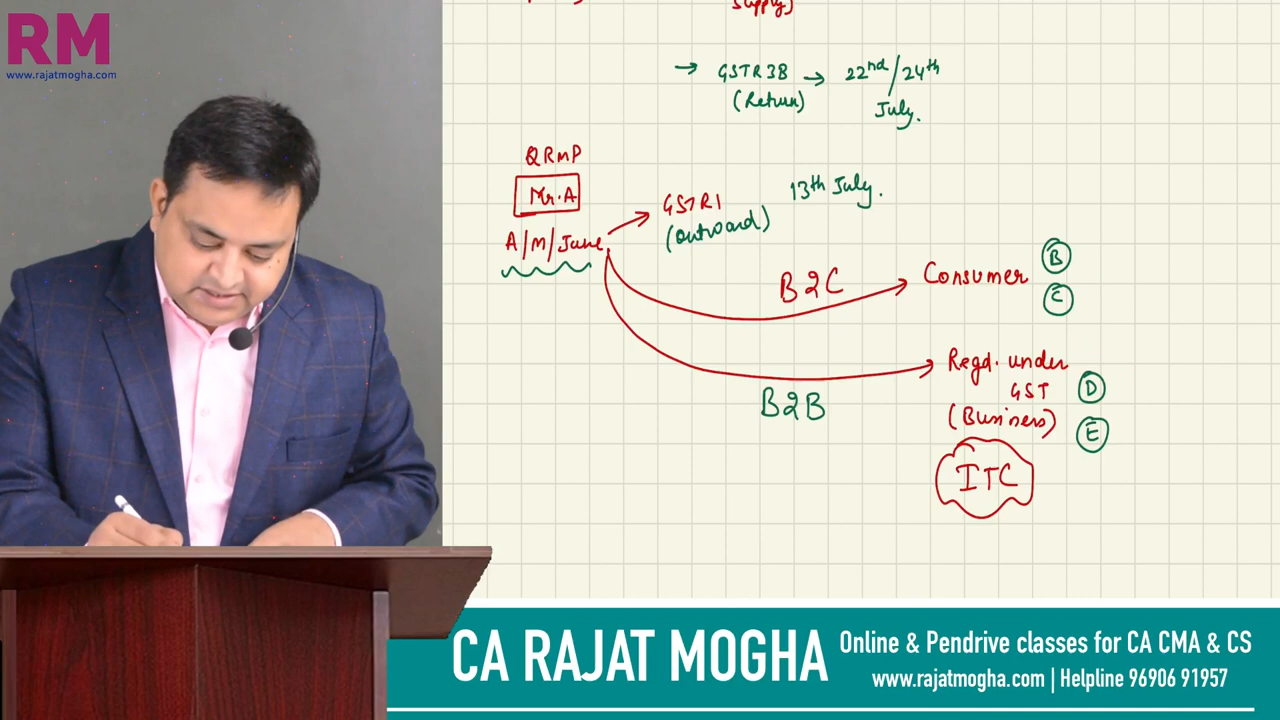 RM
www.rajatmogha.com
supply)
→ GSTR3B → 22nd/24th
(Return) July.
QRMP
Mr. A
A/M/June
GSTR1
(outward)
13th July.
B2C
Consumer
B
C
B2B
Regd. under
GST
(Business)
D
E
ITC
CA RAJAT MOGHA
Online & Pendrive classes for CA CMA & CS
www.rajatmogha.com | Helpline 96906 91957